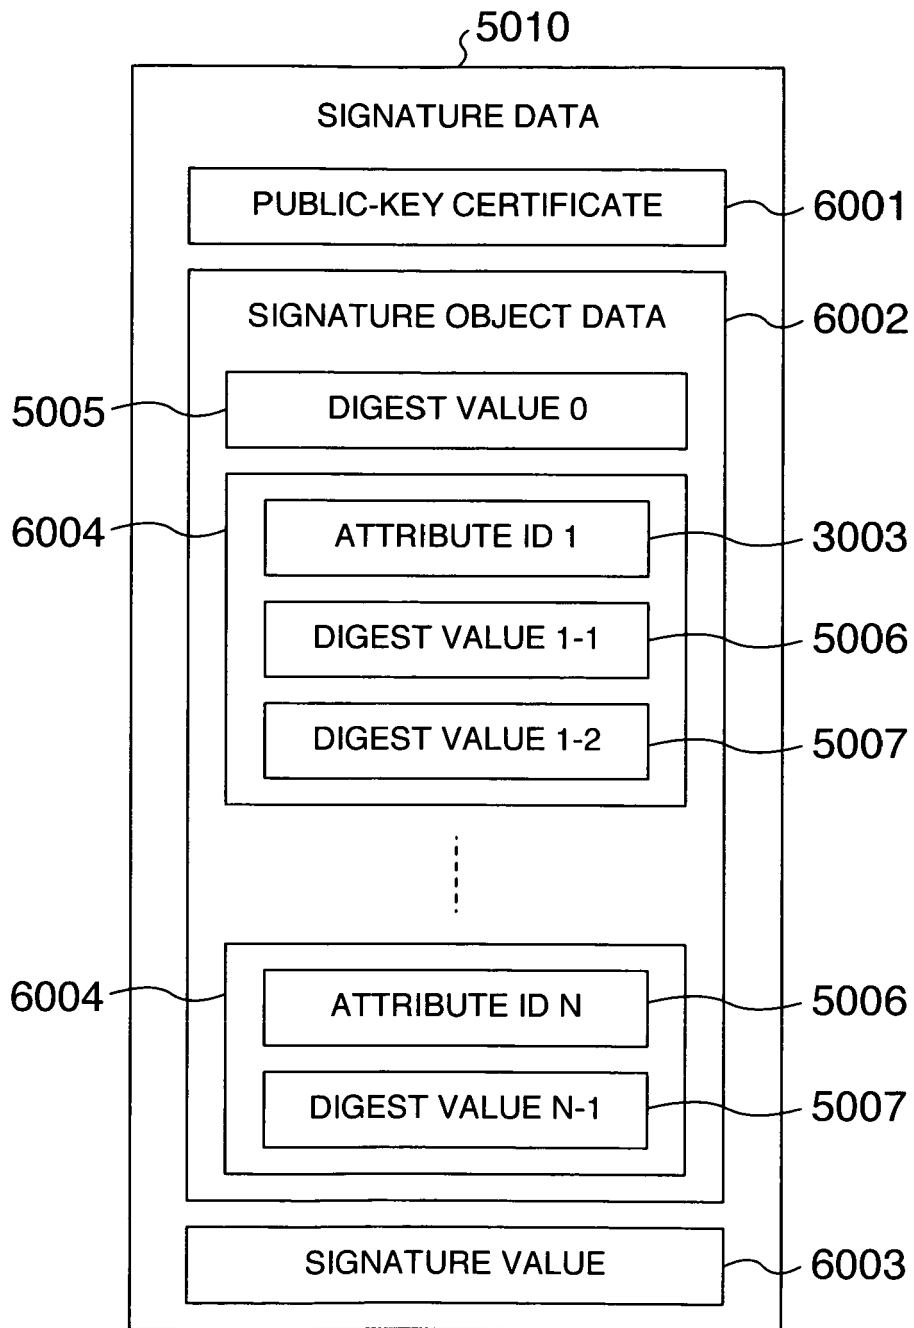 5010
SIGNATURE DATA
PUBLIC-KEY CERTIFICATE 6001
SIGNATURE OBJECT DATA 6002
5005 DIGEST VALUE 0
6004 ATTRIBUTE ID 1 3003
DIGEST VALUE 1-1 5006
DIGEST VALUE 1-2 5007
6004 ATTRIBUTE ID N 5006
DIGEST VALUE N-1 5007
SIGNATURE VALUE 6003